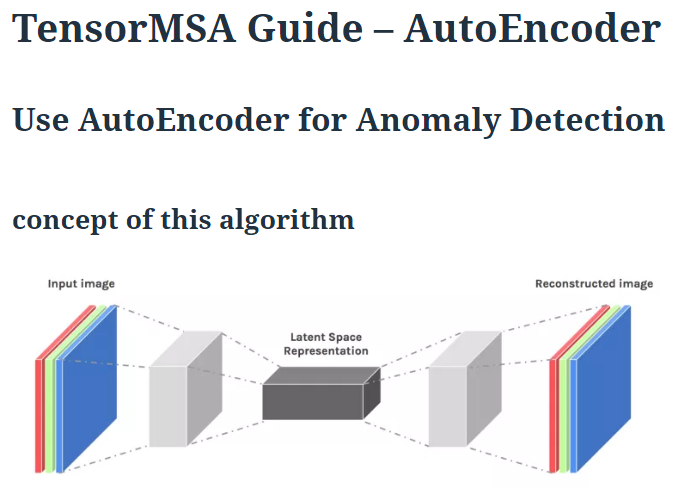 TensorMSA Guide – AutoEncoder
Use AutoEncoder for Anomaly Detection
concept of this algorithm
Input image
Reconstructed image
Latent Space
Representation